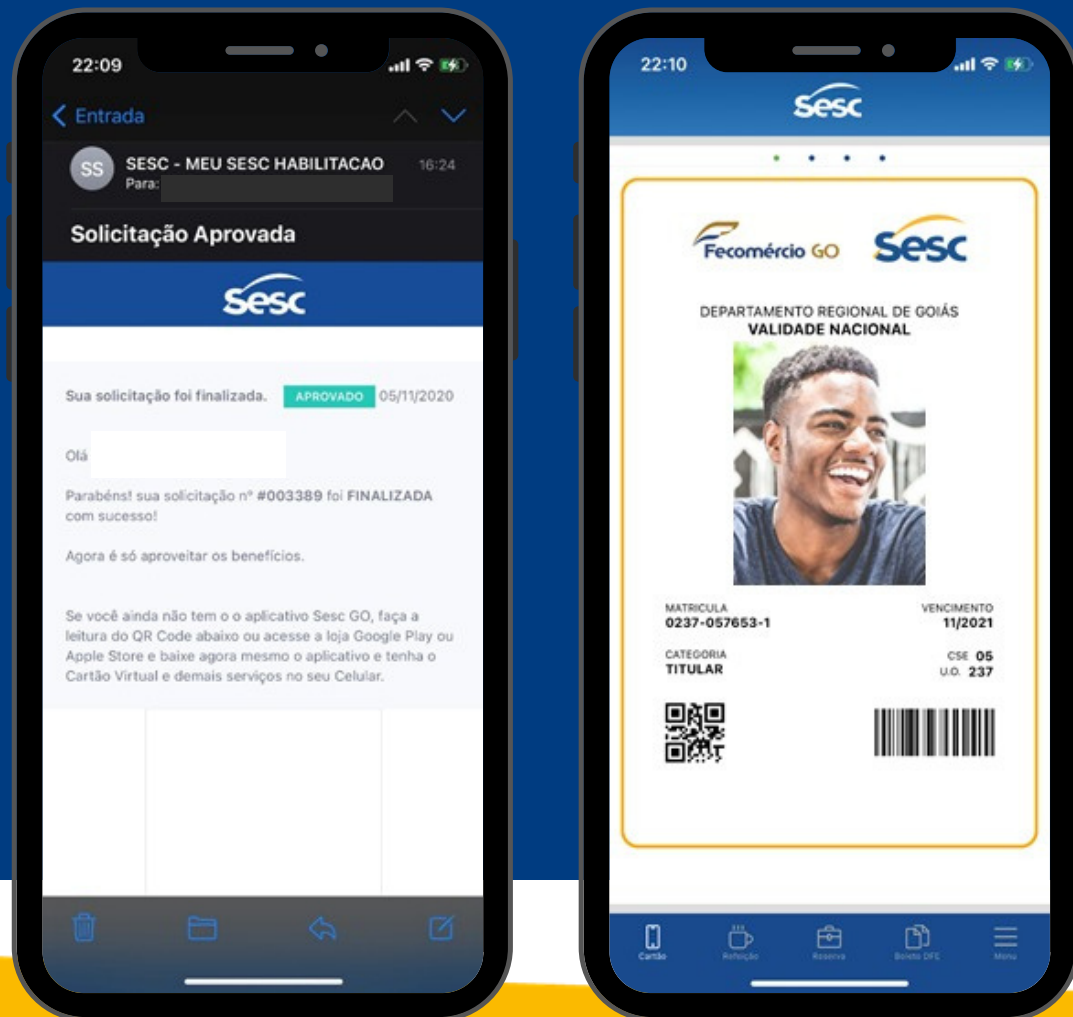 22:09
Entrada
SS
SESC - MEU SESC HABILITACAO 16:24
Para:
Solicitação Aprovada
Sesc
Sua solicitação foi finalizada. APROVADO 05/11/2020
Olá
Parabéns! sua solicitação nº #003389 foi FINALIZADA
com sucesso!
Agora é só aproveitar os benefícios.
Se você ainda não tem o o aplicativo Sesc GO, faça a
leitura do QR Code abaixo ou acesse a loja Google Play ou
Apple Store e baixe agora mesmo o aplicativo e tenha o
Cartão Virtual e demais serviços no seu Celular.
22:10
Sesc
Fecomércio GO Sesc
DEPARTAMENTO REGIONAL DE GOIÁS
VALIDADE NACIONAL
MATRICULA VENCIMENTO
0237-057653-1 11/2021
CATEGORIA CSE 05
TITULAR U.O. 237
Cartão Refeição Reserva Boleto DFE Menu